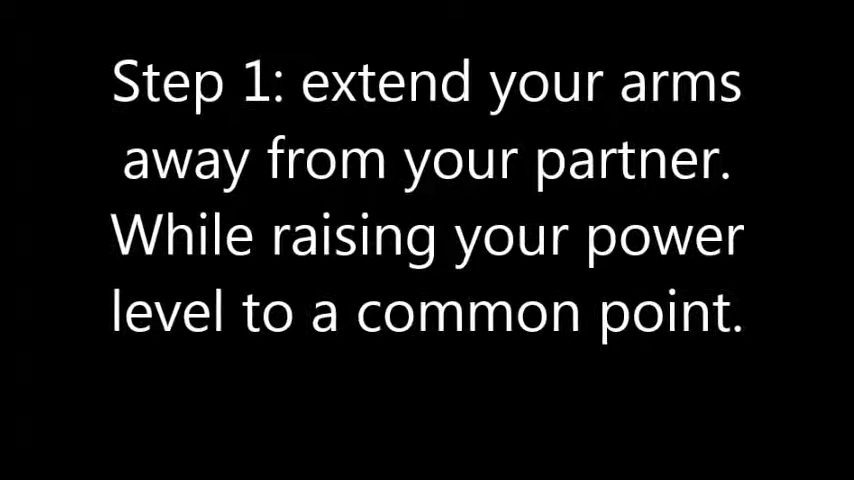 Step 1: extend your arms
away from your partner.
While raising your power
level to a common point.